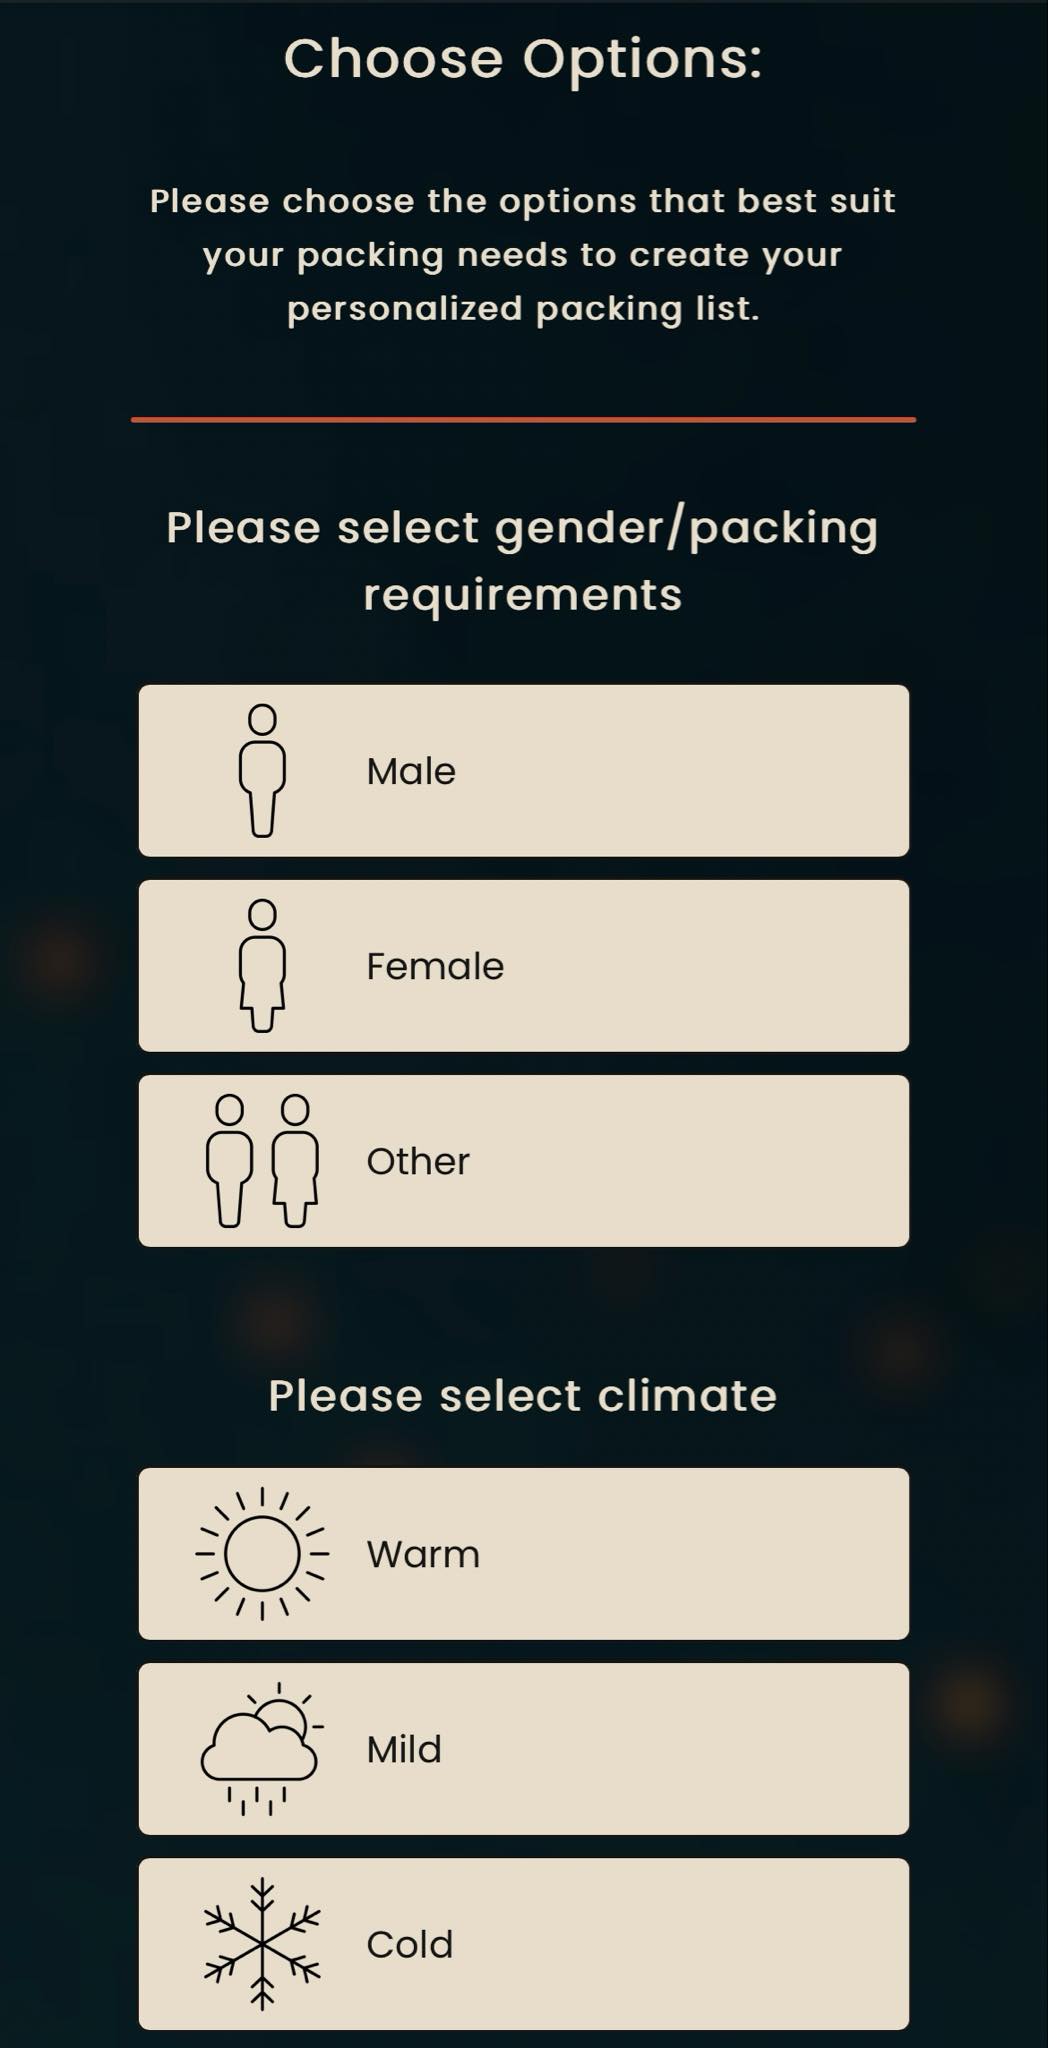 Choose Options:
Please choose the options that best suit
your packing needs to create your
personalized packing list.
Please select gender/packing
requirements
Male
Female
Other
Please select climate
Warm
Mild
Cold